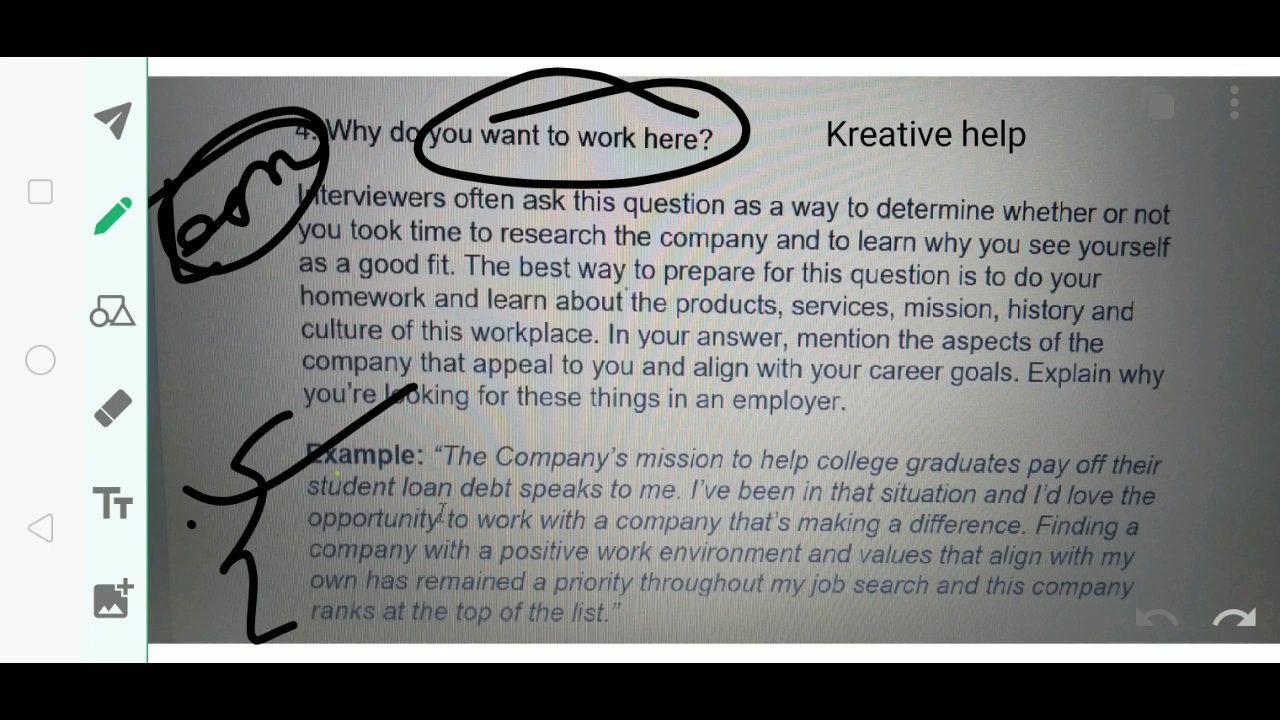 4. Why do you want to work here?
Kreative help
Interviewers often ask this question as a way to determine whether or not
you took time to research the company and to learn why you see yourself
as a good fit. The best way to prepare for this question is to do your
homework and learn about the products, services, mission, history and
culture of this workplace. In your answer, mention the aspects of the
company that appeal to you and align with your career goals. Explain why
you're looking for these things in an employer.
Example: “The Company's mission to help college graduates pay off their
student loan debt speaks to me. I've been in that situation and I'd love the
opportunity to work with a company that's making a difference. Finding a
company with a positive work environment and values that align with my
own has remained a priority throughout my job search and this company
ranks at the top of the list.”
TT